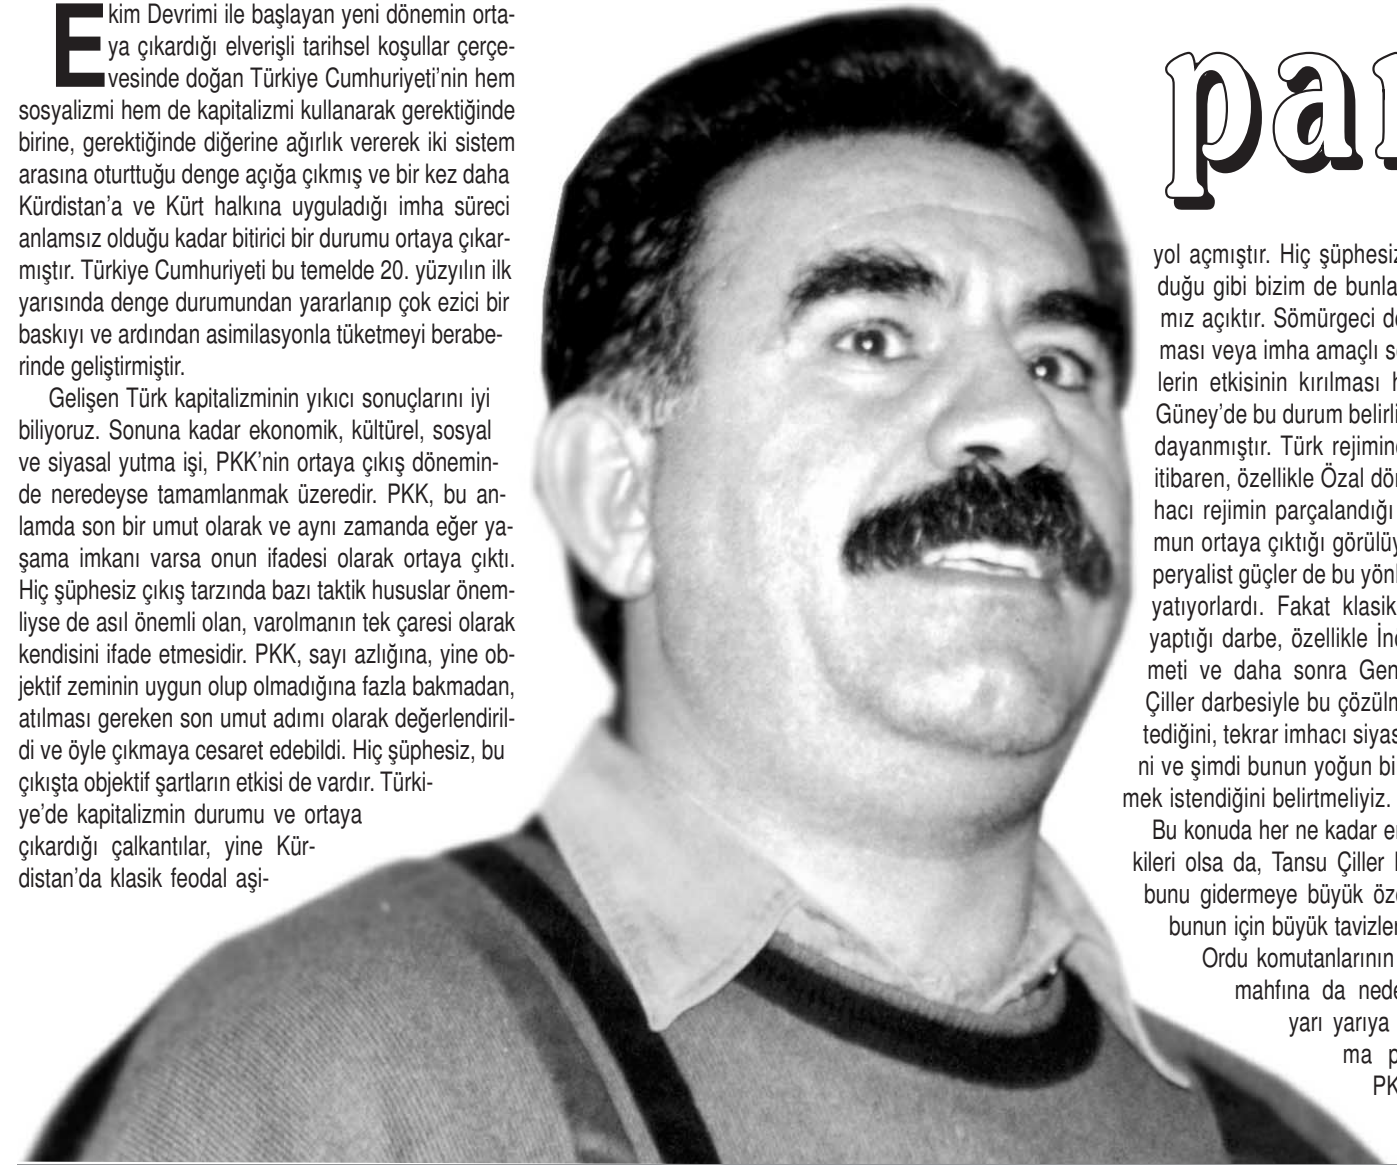 Ekim Devrimi ile başlayan yeni dönemin orta-
ya çıkardığı elverişli tarihsel koşullar çerçe-
vesinde doğan Türkiye Cumhuriyeti’nin hem
sosyalizmi hem de kapitalizmi kullanarak gerektiğinde
birine, gerektiğinde diğerine ağırlık vererek iki sistem
arasına oturttuğu denge açığa çıkmış ve bir kez daha
Kürdistan’a ve Kürt halkına uyguladığı imha süreci
anlamsız olduğu kadar bitirici bir durumu ortaya çıkar-
mıştır. Türkiye Cumhuriyeti bu temelde 20. yüzyılın ilk
yarısında denge durumundan yararlanıp çok ezici bir
baskıyı ve ardından asimilasyonla tüketmeyi berabe-
rinde geliştirmiştir.
Gelişen Türk kapitalizminin yıkıcı sonuçlarını iyi
biliyoruz. Sonuna kadar ekonomik, kültürel, sosyal
ve siyasal yutma işi, PKK’nin ortaya çıkış dönemin-
de neredeyse tamamlanmak üzeredir. PKK, bu an-
lamda son bir umut olarak ve aynı zamanda eğer ya-
şama imkanı varsa onun ifadesi olarak ortaya çıktı.
Hiç şüphesiz çıkış tarzında bazı taktik hususlar önem-
liyse de asıl önemli olan, varolmanın tek çaresi olarak
kendisini ifade etmesidir. PKK, sayı azlığına, yine ob-
jektif zeminin uygun olup olmadığına fazla bakmadan,
atılması gereken son umut adımı olarak değerlendiril-
di ve öyle çıkmaya cesaret edebildi. Hiç şüphesiz, bu
çıkışta objektif şartların etkisi de vardır. Türki-
ye’de kapitalizmin durumu ve ortaya
çıkardığı çalkantılar, yine Kür-
distan’da klasik feodal aşi-
par
yol açmıştır. Hiç şüphesiz
duğu gibi bizim de bunla
mız açıktır. Sömürgeci de
ması veya imha amaçlı s
lerin etkisinin kırılması h
Güney’de bu durum belirli
dayanmıştır. Türk rejimin
itibaren, özellikle Özal dö
hacı rejimin parçalandığı
mun ortaya çıktığı görülüy
peryalist güçler de bu yönl
yatıyorlardı. Fakat klasik
yaptığı darbe, özellikle İn
meti ve daha sonra Gen
Çiller darbesiyle bu çözülm
tediğini, tekrar imhacı siyas
ni ve şimdi bunun yoğun bi
mek istendiğini belirtmeliyiz.
Bu konuda her ne kadar e
kileri olsa da, Tansu Çiller
bunu gidermeye büyük öz
bunun için büyük tavizler
Ordu komutanlarının
mahfına da nede
yarı yarıya
ma p
PK